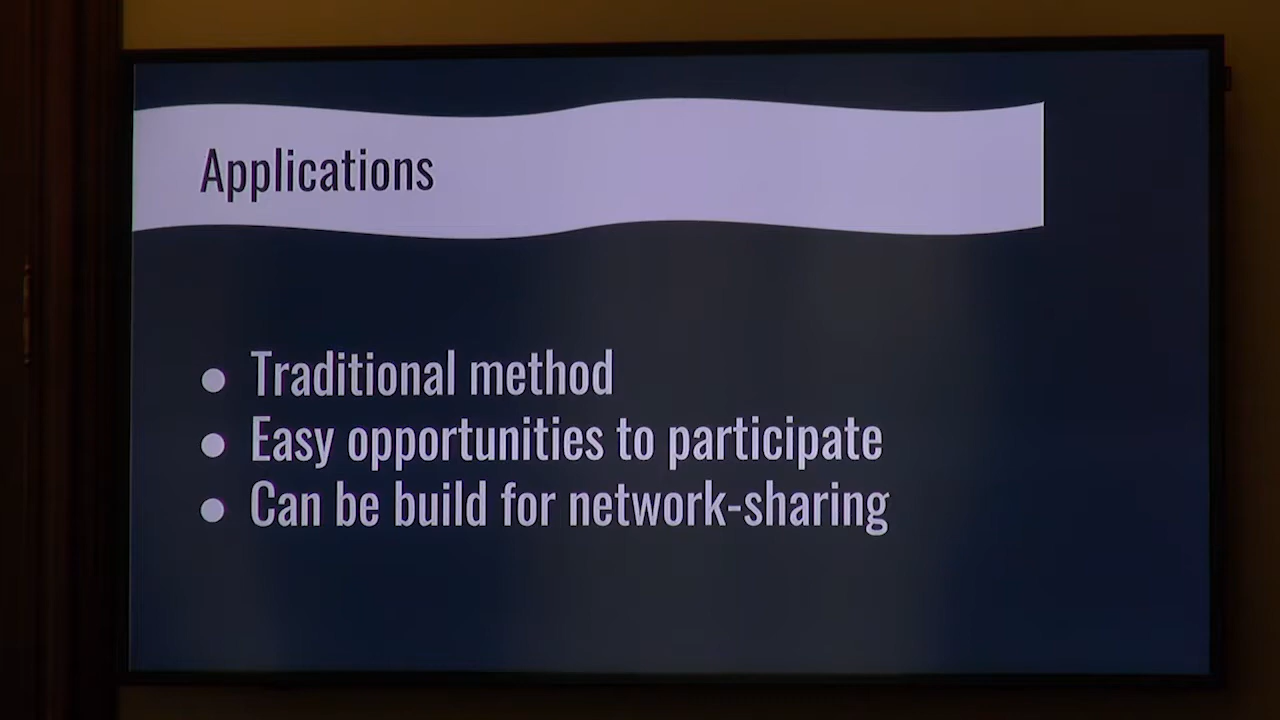 Applications
● Traditional method
● Easy opportunities to participate
● Can be build for network-sharing